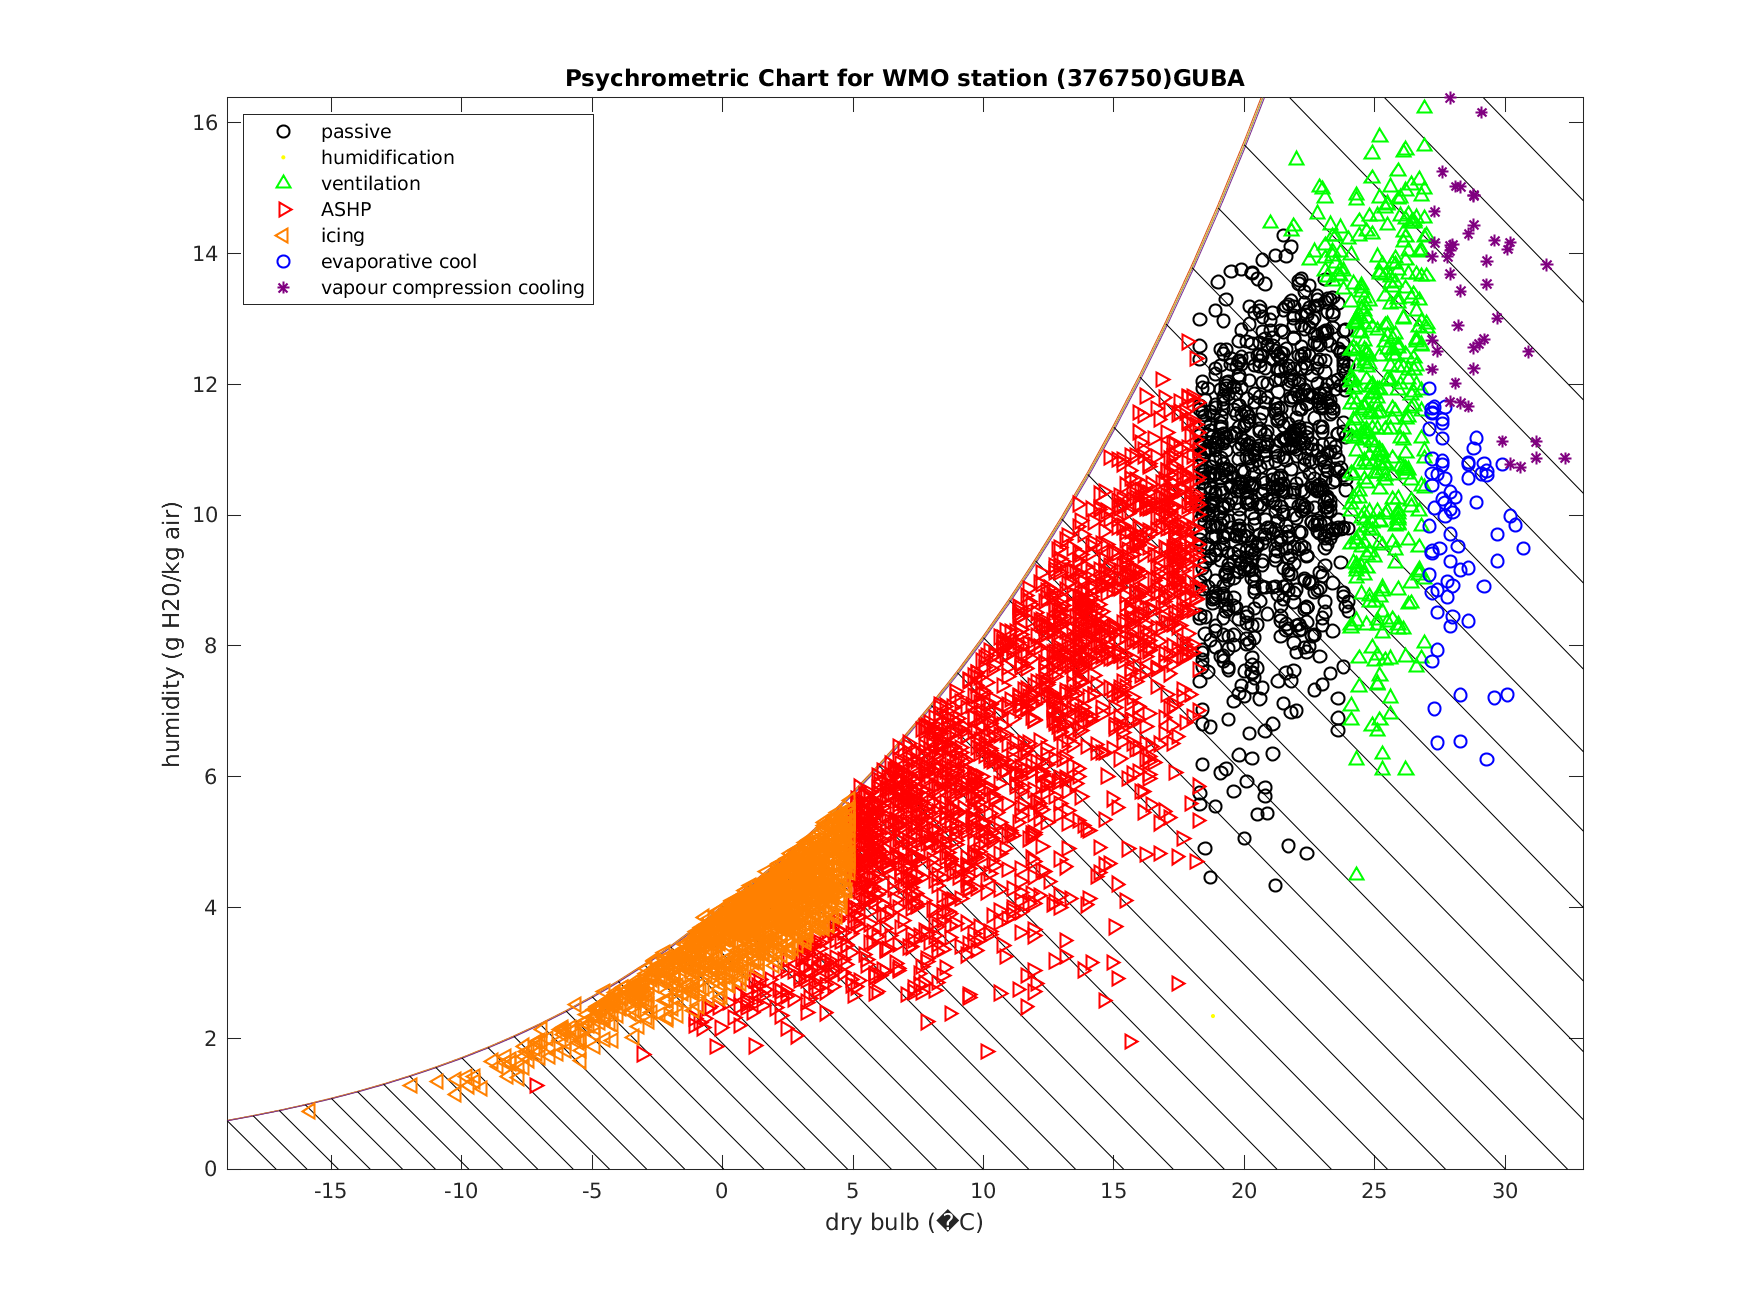 Psychrometric Chart for WMO station (376750)GUBA
passive
humidification
ventilation
ASHP
icing
evaporative cool
vapour compression cooling
humidity (g H20/kg air)
16
14
12
10
8
6
4
2
0
-15 -10 -5 0 5 10 15 20 25 30
dry bulb (�C)